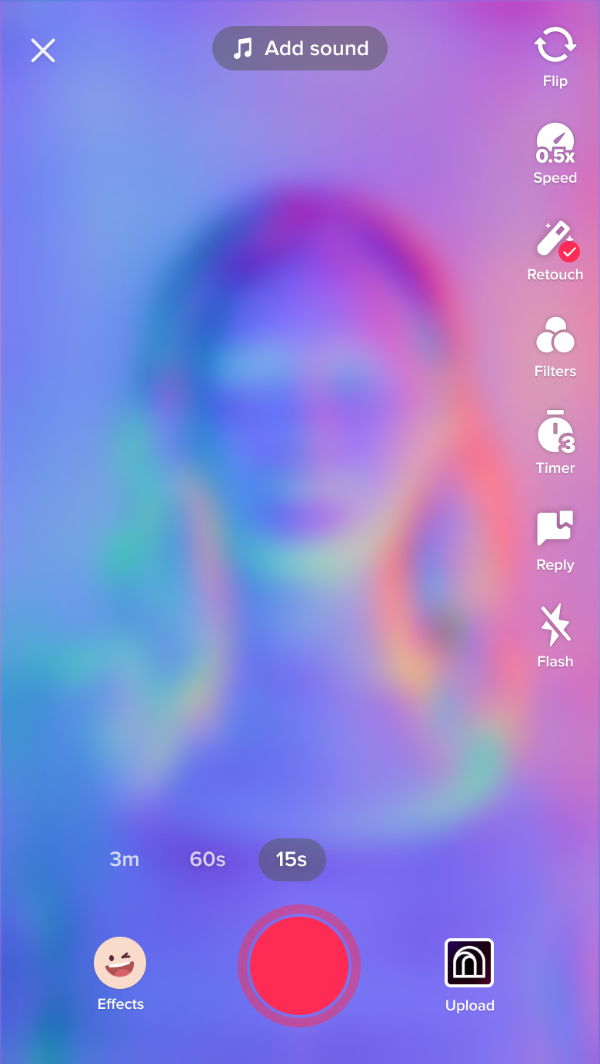 Add sound
Flip
0.5x
Speed
Retouch
Filters
3
Timer
Reply
Flash
3m 60s 15s
Effects
Upload